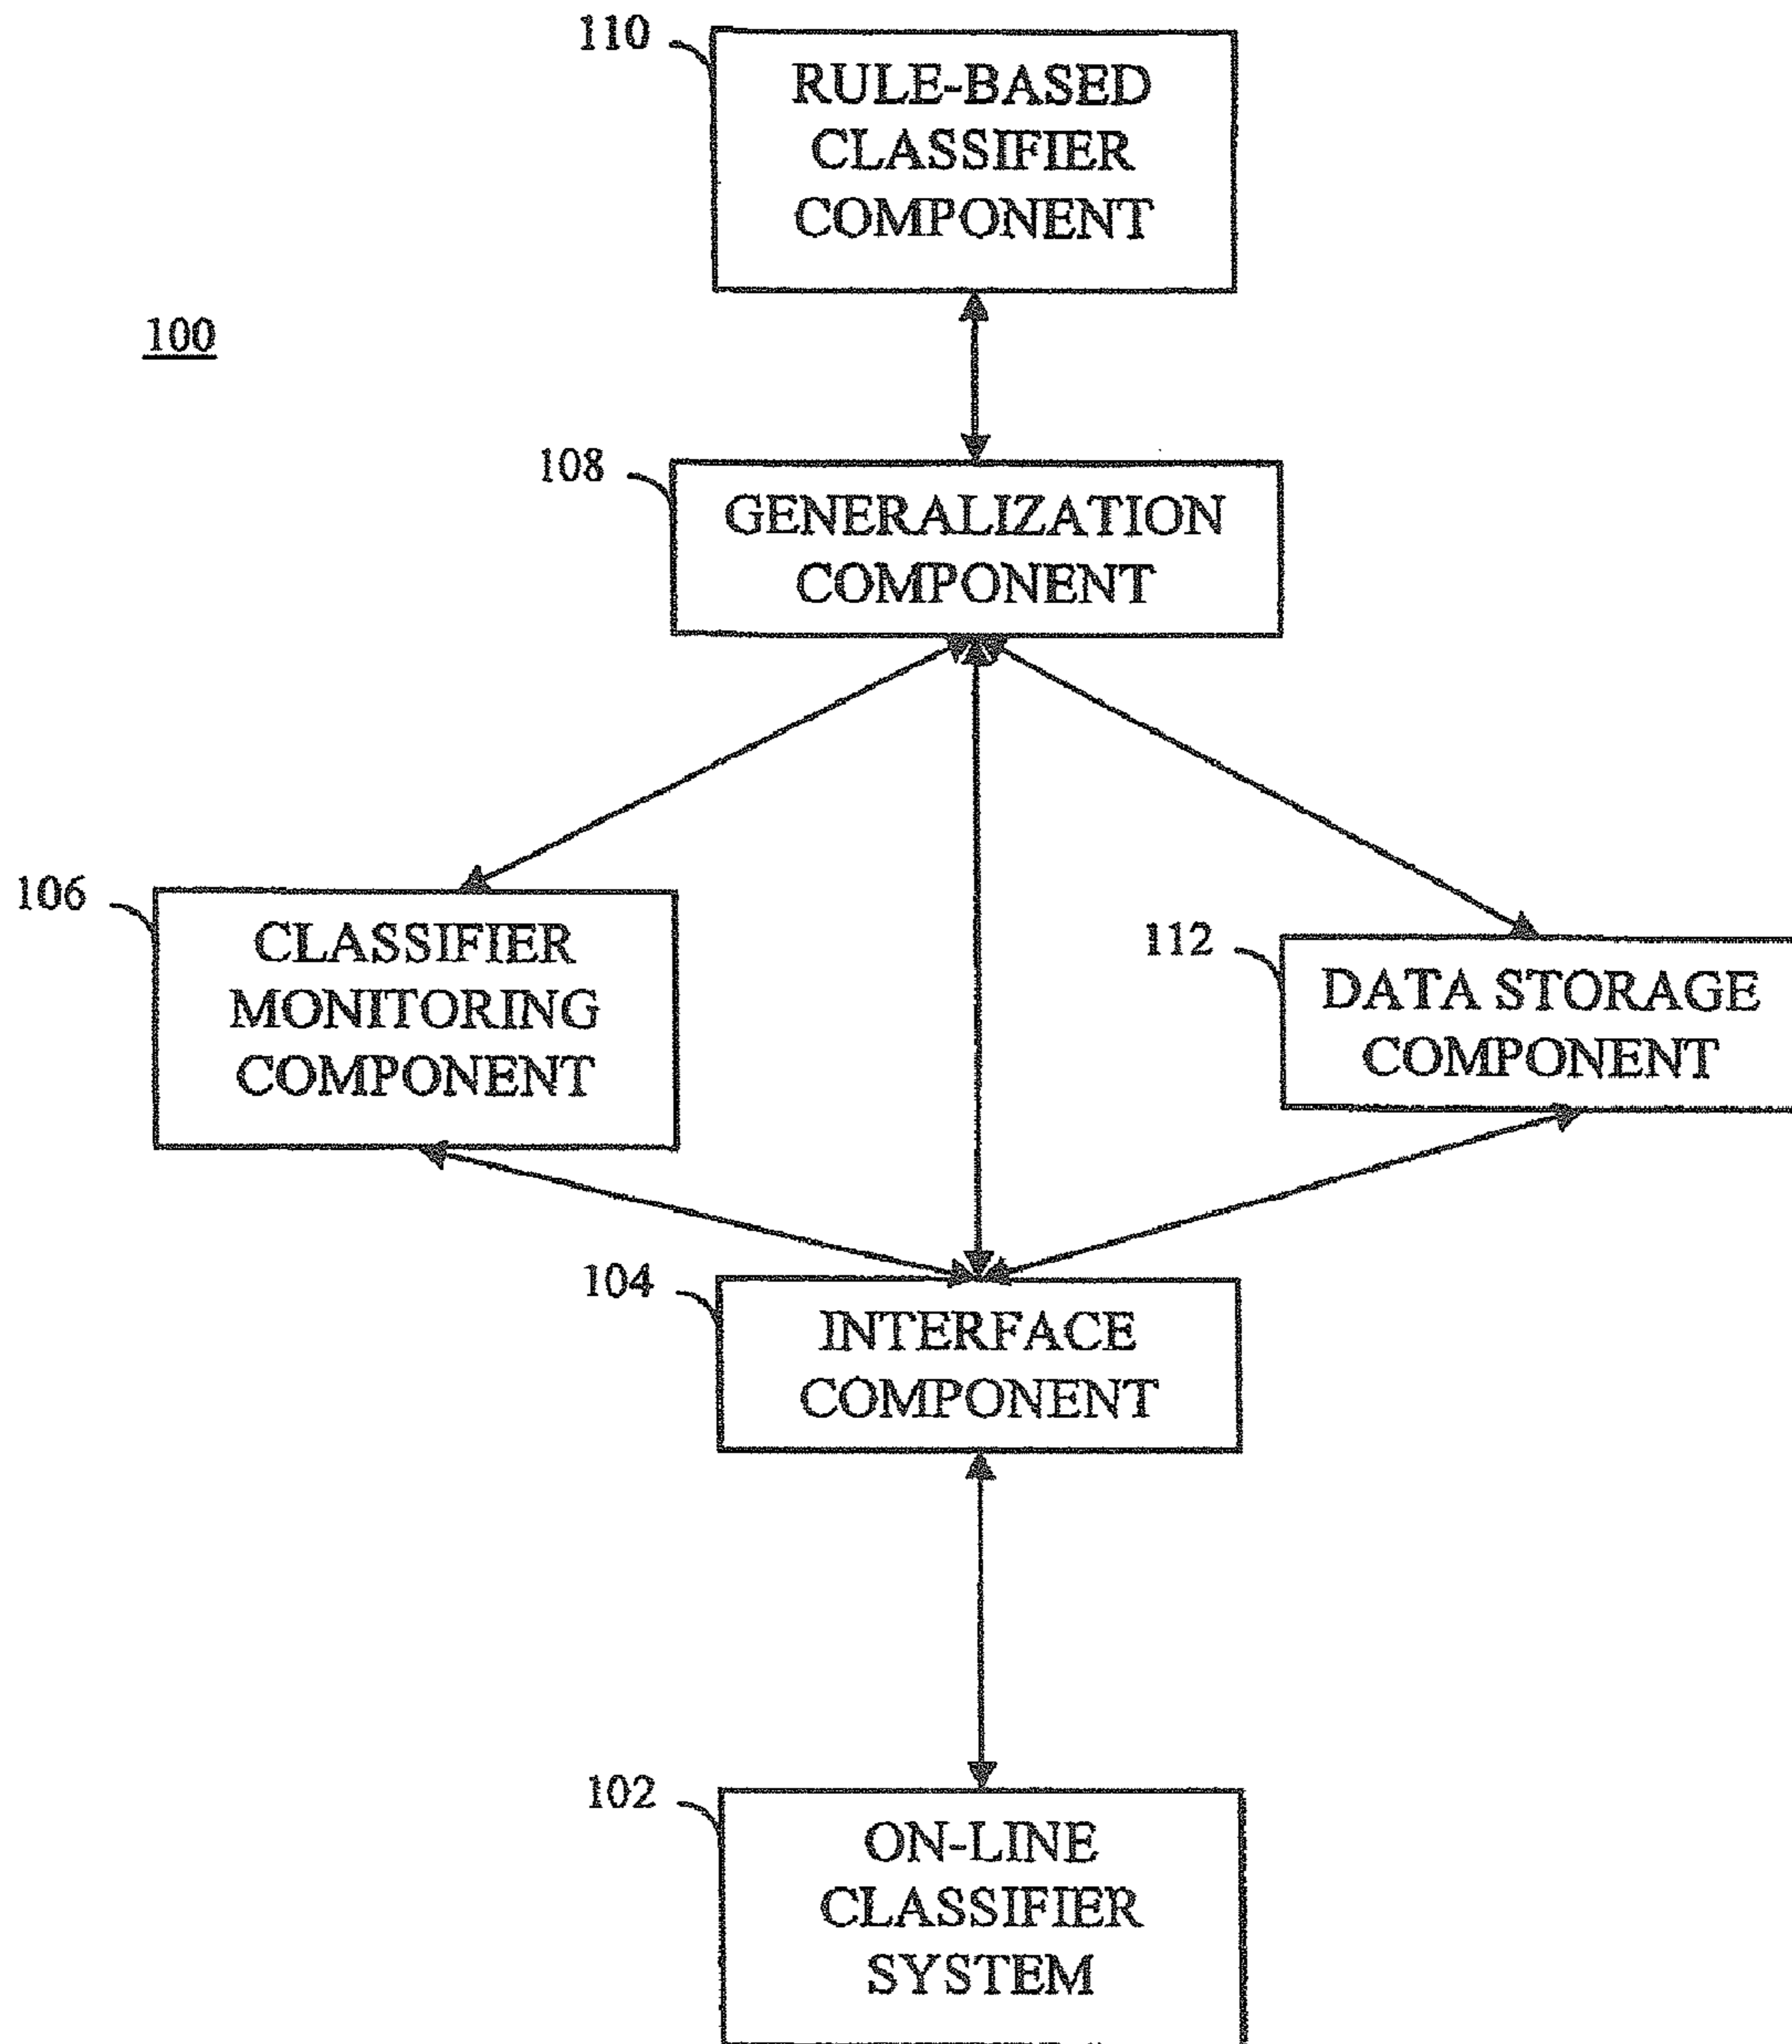 110
RULE-BASED
CLASSIFIER
COMPONENT
100
108
GENERALIZATION
COMPONENT
106
CLASSIFIER
MONITORING
COMPONENT
112
DATA STORAGE
COMPONENT
104
INTERFACE
COMPONENT
102
ON-LINE
CLASSIFIER
SYSTEM